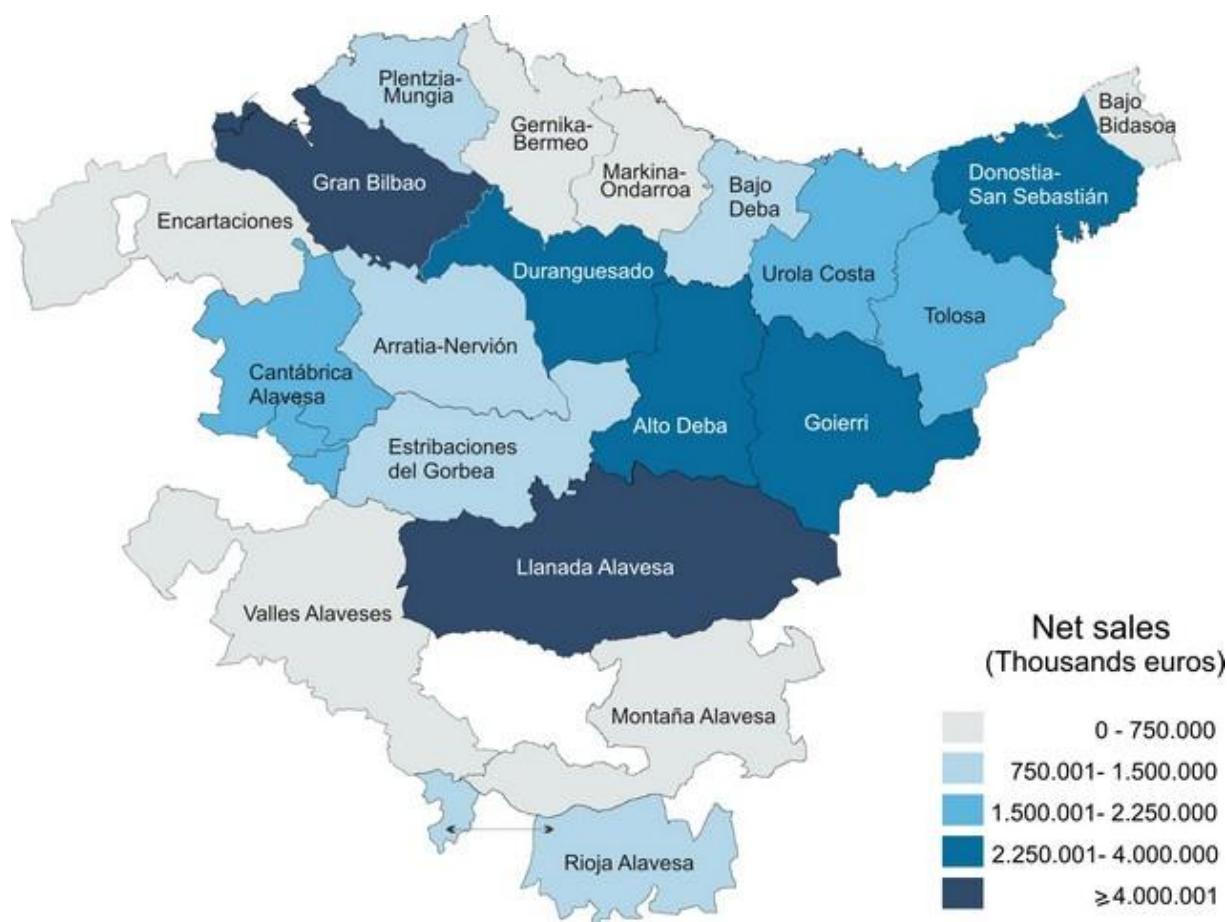 Plentzia-
Mungia
Gernika-
Bermeo
Markina-
Ondarroa
Bajo
Deba
Bajo
Bidasoa
Donostia-
San Sebastián
Gran Bilbao
Encartaciones
Duranguesado
Urola Costa
Tolosa
Arratia-Nervión
Cantábrica
Alavesa
Alto Deba
Goierri
Estribaciones
del Gorbea
Llanada Alavesa
Valles Alaveses
Montaña Alavesa
Rioja Alavesa
Net sales
(Thousands euros)
0 - 750.000
750.001- 1.500.000
1.500.001- 2.250.000
2.250.001- 4.000.000
⩾4.000.001